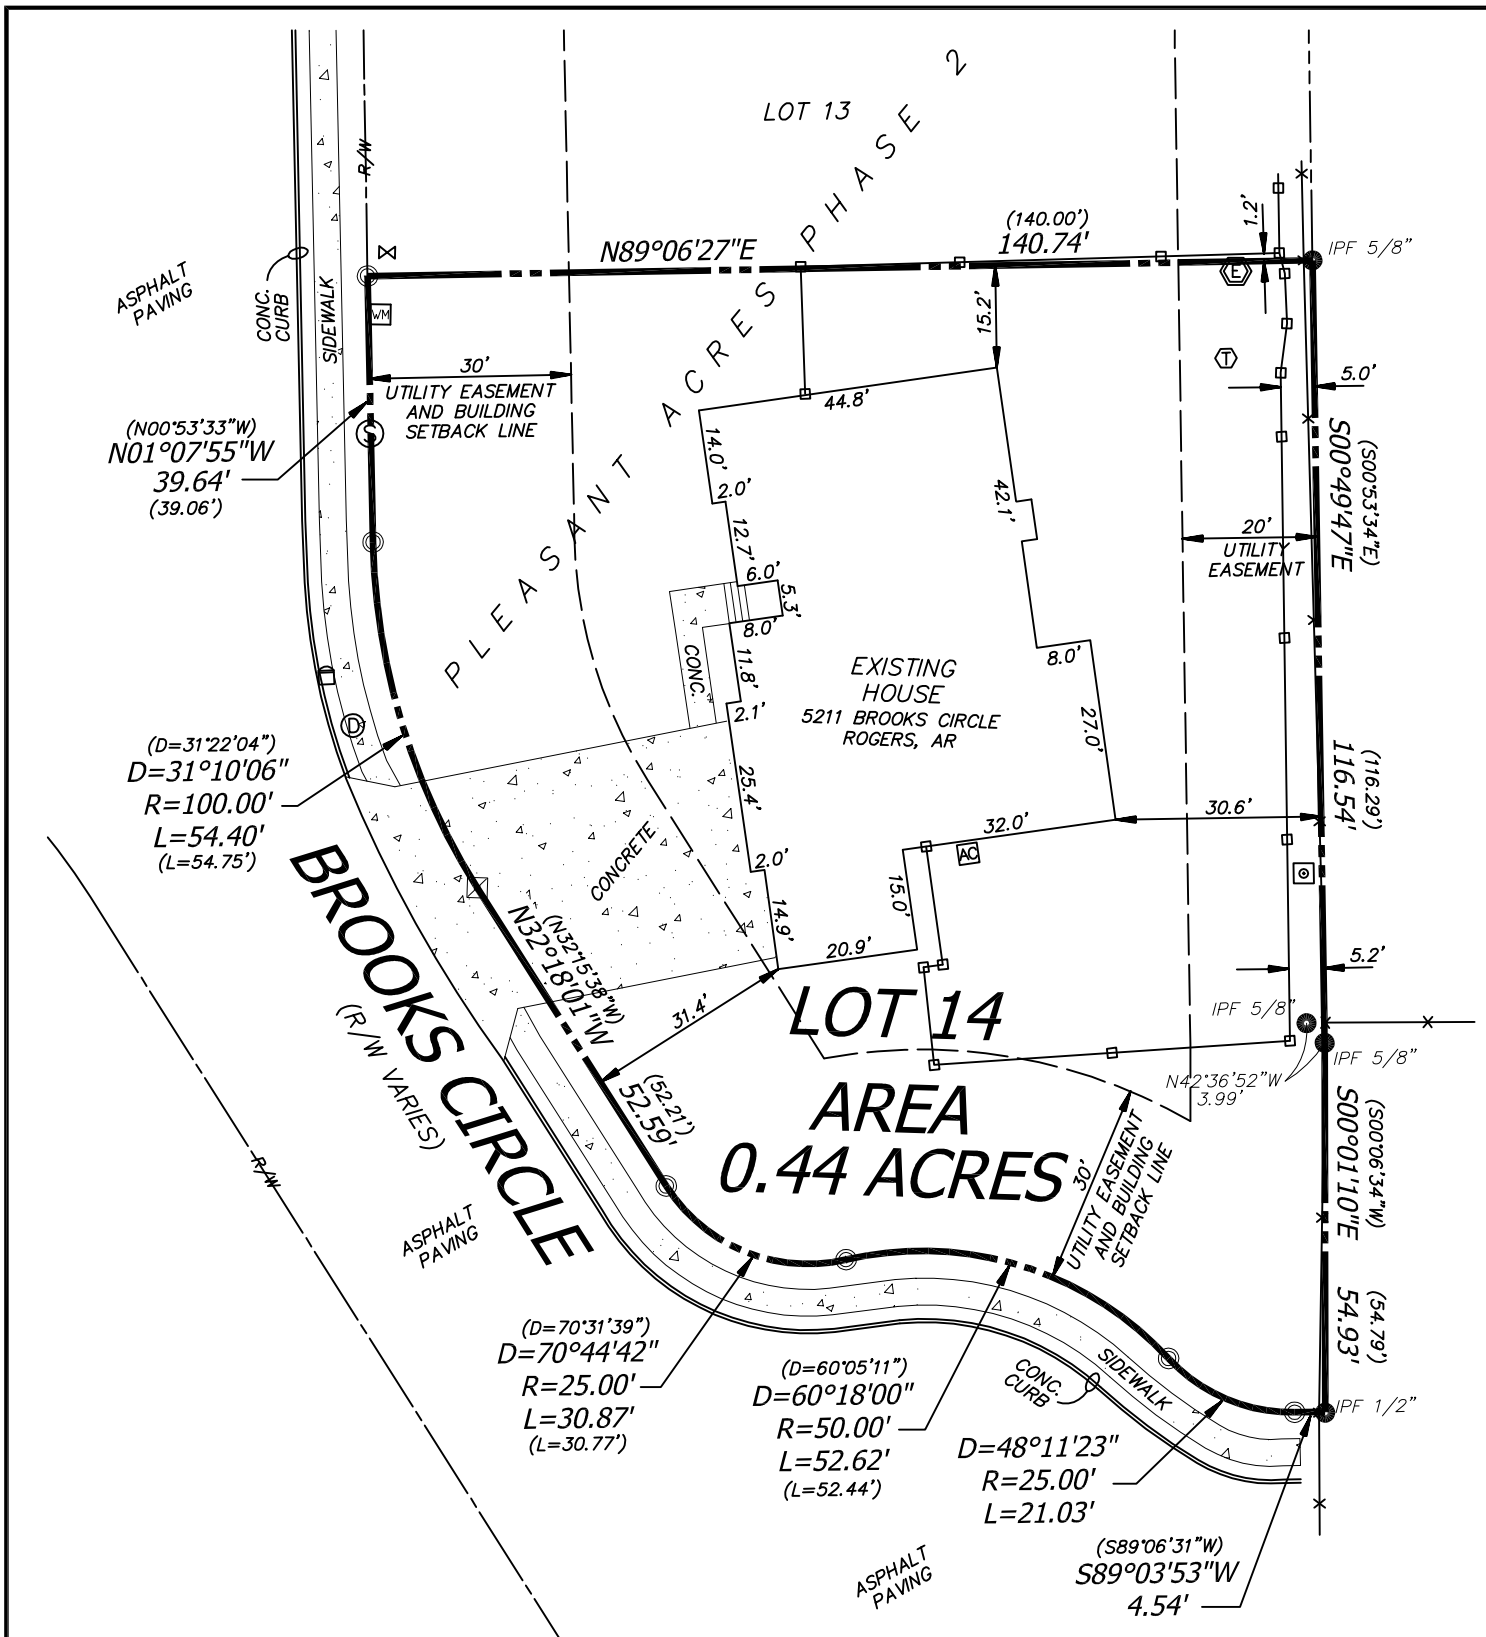 LOT 13
PLEASANT ACRES PHASE 2
R/W
ASPHALT
PAVING
CONC.
CURB
SIDEWALK
N89°06'27"E
(140.00')
140.74'
1.2'
IPF 5/8"
E
WM
T
15.2'
30'
UTILITY EASEMENT
AND BUILDING
SETBACK LINE
5.0'
(N00°53'33"W)
N01°07'55"W
39.64'
(39.06')
S
44.8'
14.0'
2.0'
12.7'
6.0'
5.3'
8.0'
CONC.
11.8'
2.1'
42.1'
20'
UTILITY
EASEMENT
(S00°53'34"E)
S00°49'47"E
(116.29')
116.54'
EXISTING
HOUSE
5211 BROOKS CIRCLE
ROGERS, AR
8.0'
27.0'
D
(D=31°22'04")
D=31°10'06"
R=100.00'
L=54.40'
(L=54.75')
CONCRETE
25.4'
2.0'
14.9'
32.0'
AC
15.0'
30.6'
20.9'
5.2'
(N32°15'38"W)
N32°18'01"W
31.4'
(52.21')
52.59'
BROOKS CIRCLE
(R/W VARIES)
R/W
LOT 14
AREA
0.44 ACRES
IPF 5/8"
IPF 5/8"
N42°36'52"W
3.99'
30'
UTILITY EASEMENT
AND BUILDING
SETBACK LINE
(S00°06'34"W)
S00°01'10"E
(54.79')
54.93'
ASPHALT
PAVING
(D=70°31'39")
D=70°44'42"
R=25.00'
L=30.87'
(L=30.77')
(D=60°05'11")
D=60°18'00"
R=50.00'
L=52.62'
(L=52.44')
CONC.
CURB
SIDEWALK
IPF 1/2"
D=48°11'23"
R=25.00'
L=21.03'
(S89°06'31"W)
S89°03'53"W
4.54'
ASPHALT
PAVING